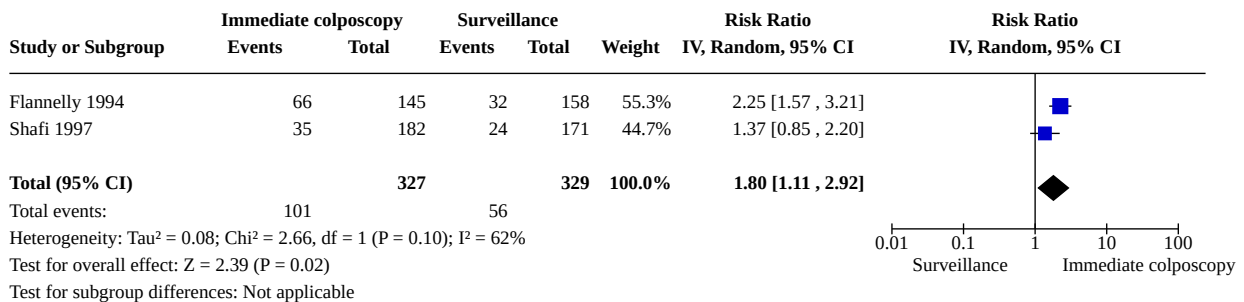 Immediate colposcopy Surveillance Risk Ratio Risk Ratio
Study or Subgroup Events Total Events Total Weight IV, Random, 95% CI IV, Random, 95% CI
Flannelly 1994 66 145 32 158 55.3% 2.25 [1.57 , 3.21]
Shafi 1997 35 182 24 171 44.7% 1.37 [0.85 , 2.20]
Total (95% CI) 327 329 100.0% 1.80 [1.11 , 2.92]
Total events: 101 56
Heterogeneity: Tau² = 0.08; Chi² = 2.66, df = 1 (P = 0.10); I² = 62%
0.01 0.1 1 10 100
Test for overall effect: Z = 2.39 (P = 0.02)
Surveillance Immediate colposcopy
Test for subgroup differences: Not applicable